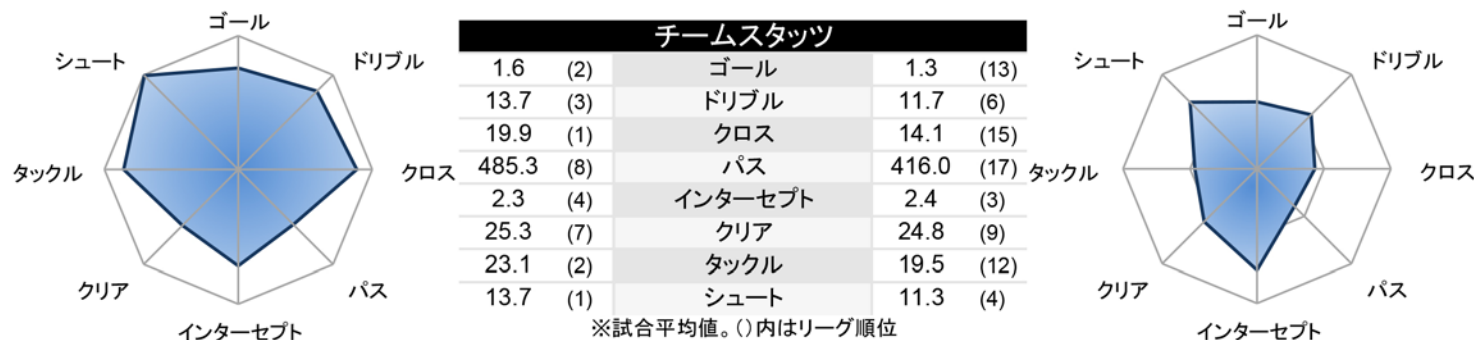 ゴール
シュート
ドリブル
タックル
クロス
クリア
パス
インターセプト
チームスタッツ
1.6 (2) ゴール 1.3 (13)
13.7 (3) ドリブル 11.7 (6)
19.9 (1) クロス 14.1 (15)
485.3 (8) パス 416.0 (17)
2.3 (4) インターセプト 2.4 (3)
25.3 (7) クリア 24.8 (9)
23.1 (2) タックル 19.5 (12)
13.7 (1) シュート 11.3 (4)
※試合平均値。()内はリーグ順位
ゴール
シュート
ドリブル
タックル
クロス
クリア
パス
インターセプト